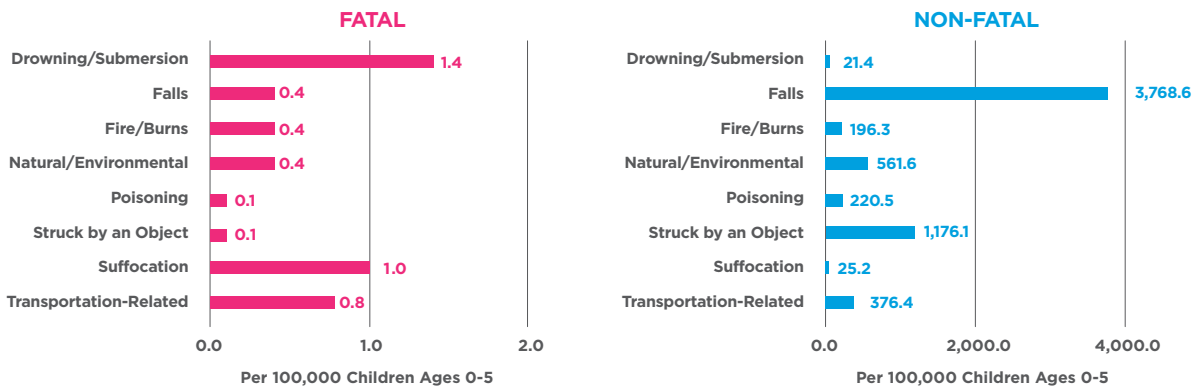 FATAL
Drowning/Submersion 1.4
Falls 0.4
Fire/Burns 0.4
Natural/Environmental 0.4
Poisoning 0.1
Struck by an Object 0.1
Suffocation 1.0
Transportation-Related 0.8
0.0 1.0 2.0
Per 100,000 Children Ages 0-5
NON-FATAL
Drowning/Submersion 21.4
Falls 3,768.6
Fire/Burns 196.3
Natural/Environmental 561.6
Poisoning 220.5
Struck by an Object 1,176.1
Suffocation 25.2
Transportation-Related 376.4
0.0 2,000.0 4,000.0
Per 100,000 Children Ages 0-5